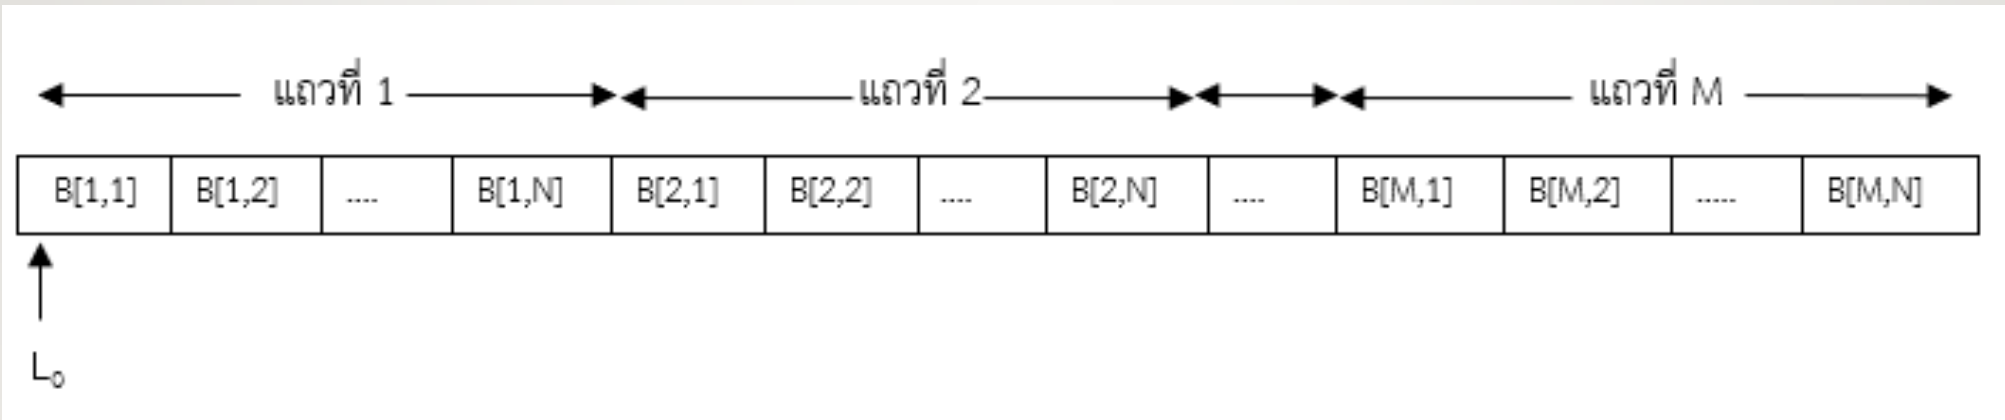 แถวที่ 1 แถวที่ 2 แถวที่ M
B[1,1] B[1,2] .... B[1,N] B[2,1] B[2,2] .... B[2,N] .... B[M,1] B[M,2] ..... B[M,N]
L₀